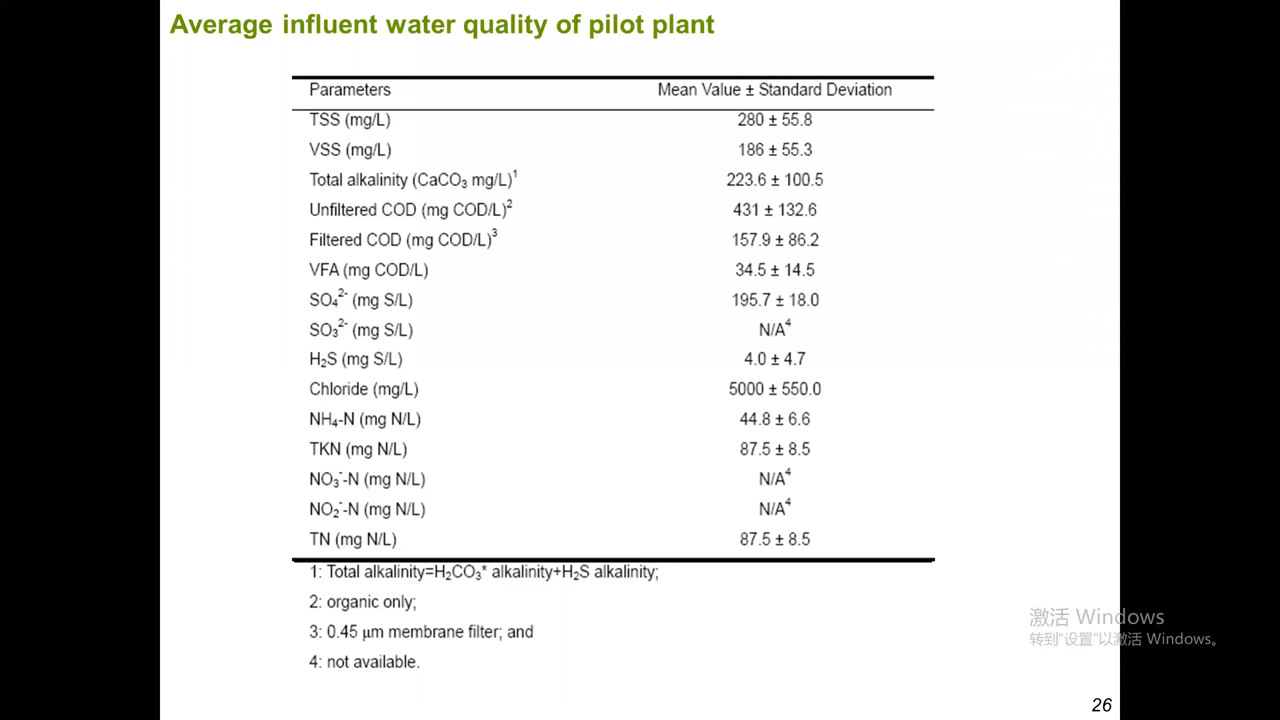 Average influent water quality of pilot plant
Parameters Mean Value ± Standard Deviation
TSS (mg/L) 280 ± 55.8
VSS (mg/L) 186 ± 55.3
Total alkalinity (CaCO₃ mg/L)¹ 223.6 ± 100.5
Unfiltered COD (mg COD/L)² 431 ± 132.6
Filtered COD (mg COD/L)³ 157.9 ± 86.2
VFA (mg COD/L) 34.5 ± 14.5
SO₄²⁻ (mg S/L) 195.7 ± 18.0
SO₃²⁻ (mg S/L) N/A⁴
H₂S (mg S/L) 4.0 ± 4.7
Chloride (mg/L) 5000 ± 550.0
NH₄-N (mg N/L) 44.8 ± 6.6
TKN (mg N/L) 87.5 ± 8.5
NO₃⁻-N (mg N/L) N/A⁴
NO₂⁻-N (mg N/L) N/A⁴
TN (mg N/L) 87.5 ± 8.5
1: Total alkalinity=H₂CO₃* alkalinity+H₂S alkalinity;
2: organic only;
3: 0.45 μm membrane filter; and
4: not available.
激活 Windows
转到"设置"以激活 Windows。
26